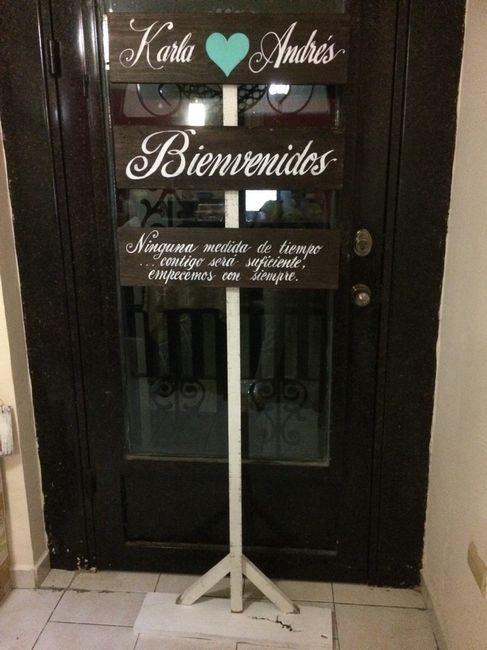 Karla Andrés
Bienvenidos
Ninguna medida de tiempo
...contigo será suficiente,
empecemos con siempre.